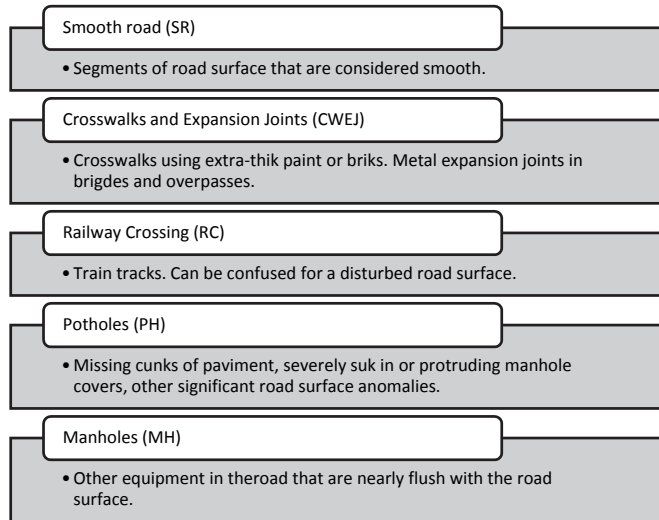 Smooth road (SR)
• Segments of road surface that are considered smooth.
Crosswalks and Expansion Joints (CWEJ)
• Crosswalks using extra-thik paint or briks. Metal expansion joints in
brigdes and overpasses.
Railway Crossing (RC)
• Train tracks. Can be confused for a disturbed road surface.
Potholes (PH)
• Missing cunks of paviment, severely suk in or protruding manhole
covers, other significant road surface anomalies.
Manholes (MH)
• Other equipment in theroad that are nearly flush with the road
surface.